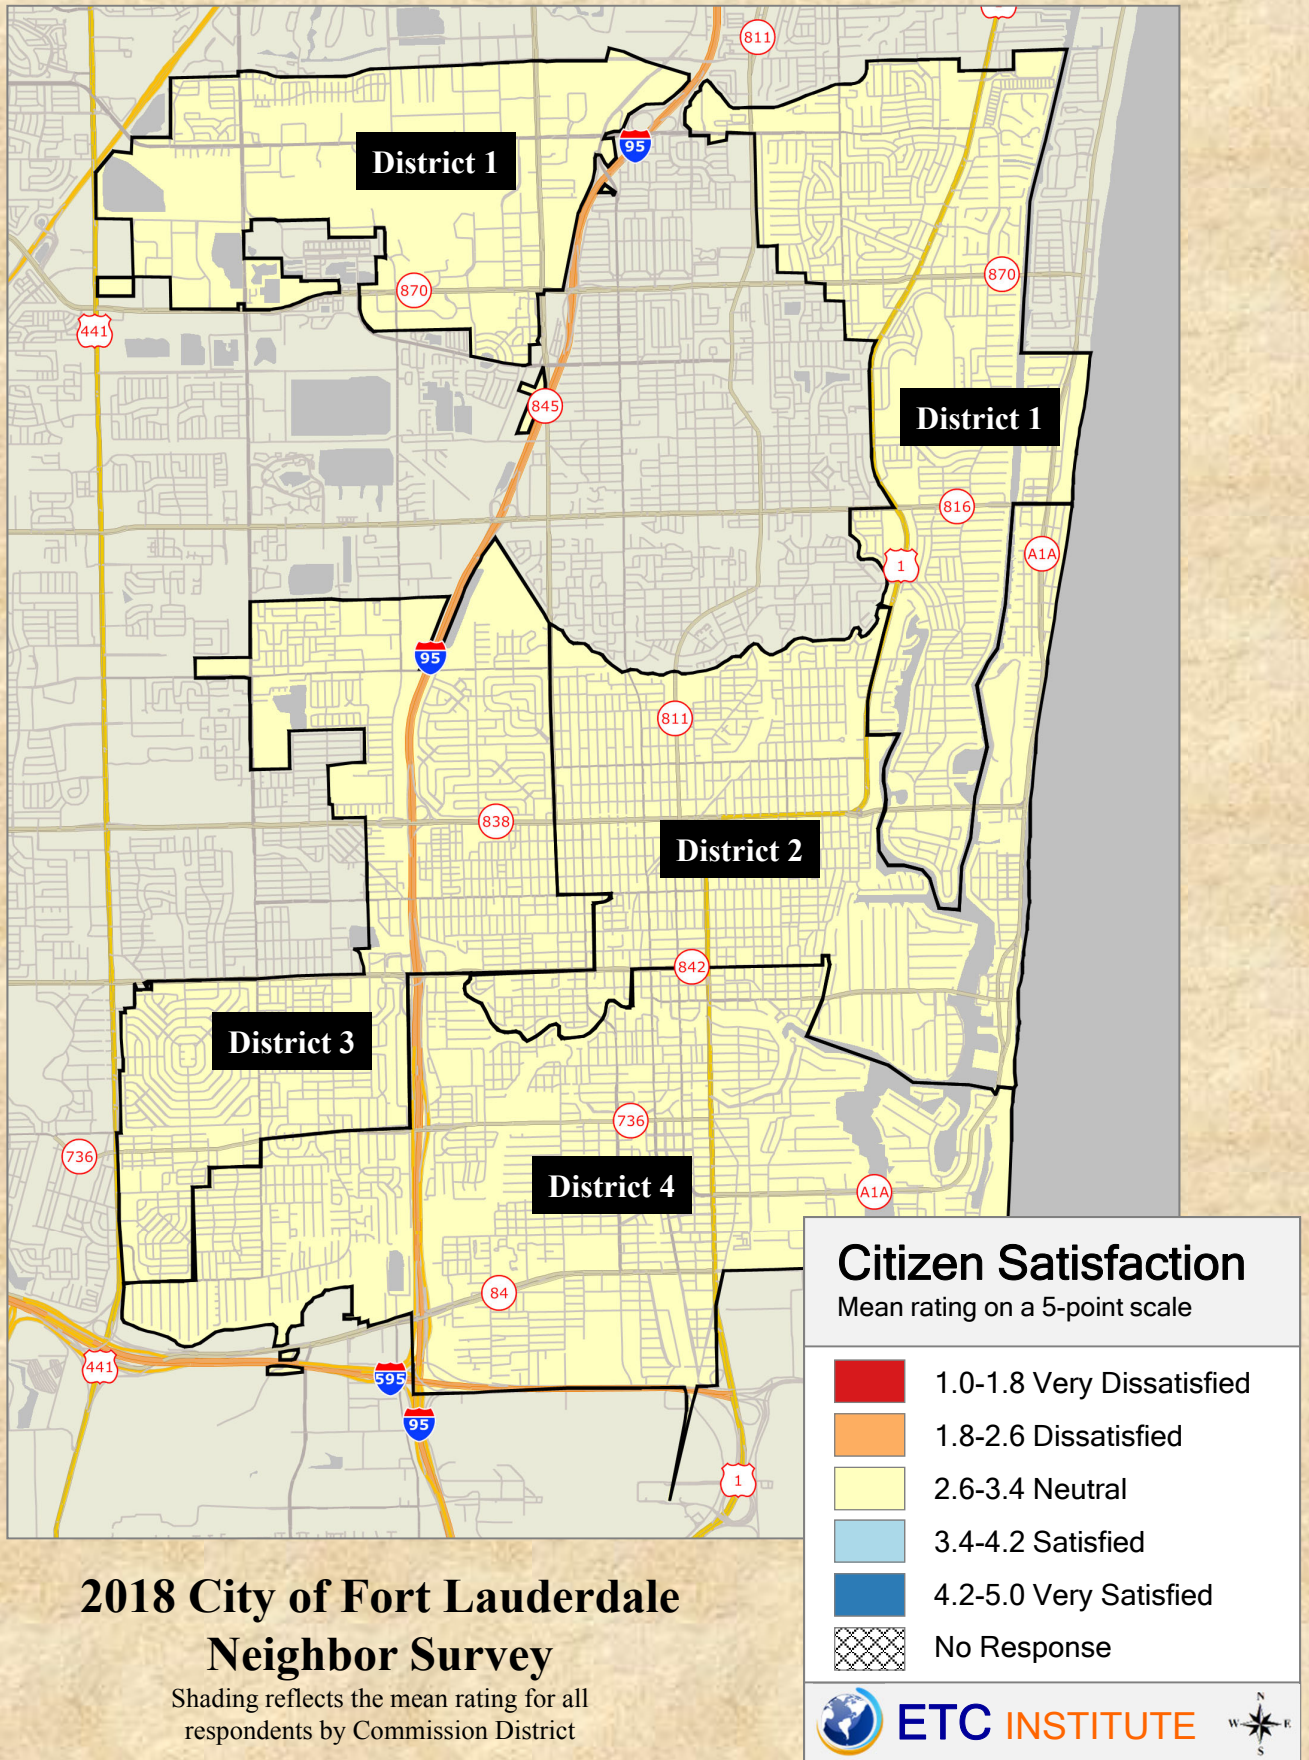 811
95
District 1
870
870
441
845
District 1
816
A1A
1
95
811
838
District 2
842
District 3
736
736
District 4
A1A
84
441
595
95
1
Citizen Satisfaction
Mean rating on a 5-point scale
1.0-1.8 Very Dissatisfied
1.8-2.6 Dissatisfied
2.6-3.4 Neutral
3.4-4.2 Satisfied
4.2-5.0 Very Satisfied
No Response
2018 City of Fort Lauderdale
Neighbor Survey
Shading reflects the mean rating for all
respondents by Commission District
ETC INSTITUTE
N
W E
S